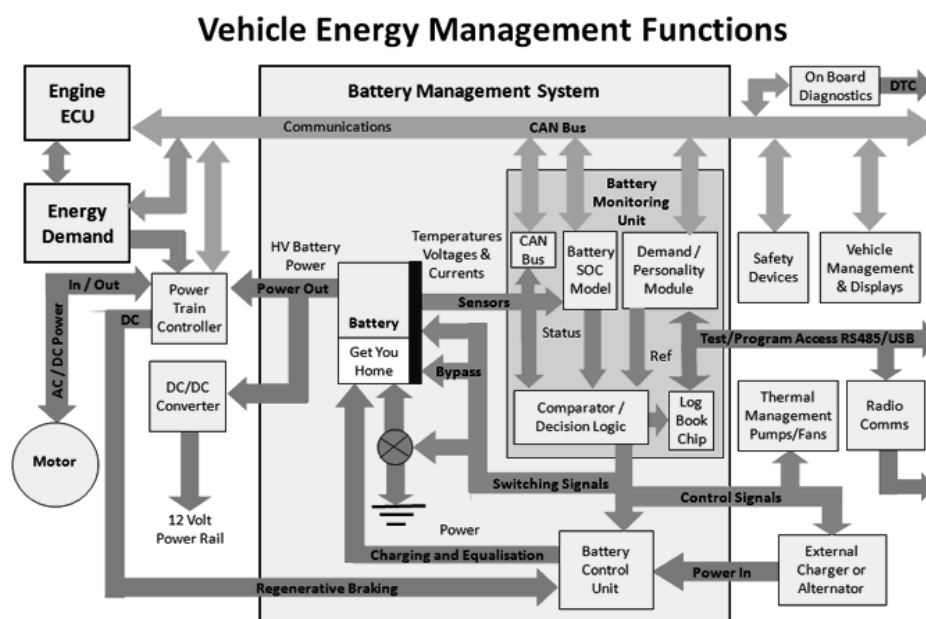 Vehicle Energy Management Functions
Engine
ECU
Battery Management System
On Board
Diagnostics
DTC
Communications
CAN Bus
Energy
Demand
Battery
Monitoring
Unit
CAN
Bus
Battery
SOC
Model
Demand /
Personality
Module
Safety
Devices
Vehicle
Management
& Displays
HV Battery
Power
Temperatures
Voltages &
Currents
In / Out
Power
Train
Controller
Power Out
Sensors
DC
AC / DC Power
Battery
Get You
Home
Status
Ref
Test/Program Access RS485/USB
Bypass
DC/DC
Converter
Comparator /
Decision Logic
Log
Book
Chip
Thermal
Management
Pumps/Fans
Radio
Comms
Motor
Switching Signals
Control Signals
12 Volt
Power Rail
Power
Charging and Equalisation
Battery
Control
Unit
Power In
External
Charger or
Alternator
Regenerative Braking